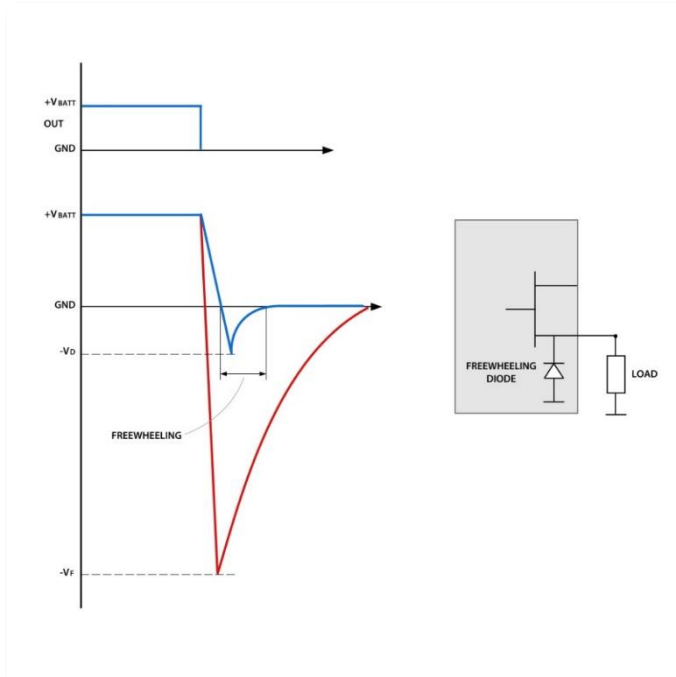 +VBATT
OUT
GND
+VBATT
GND
-VD
FREEWHEELING
-VF
FREEWHEELING
DIODE
LOAD